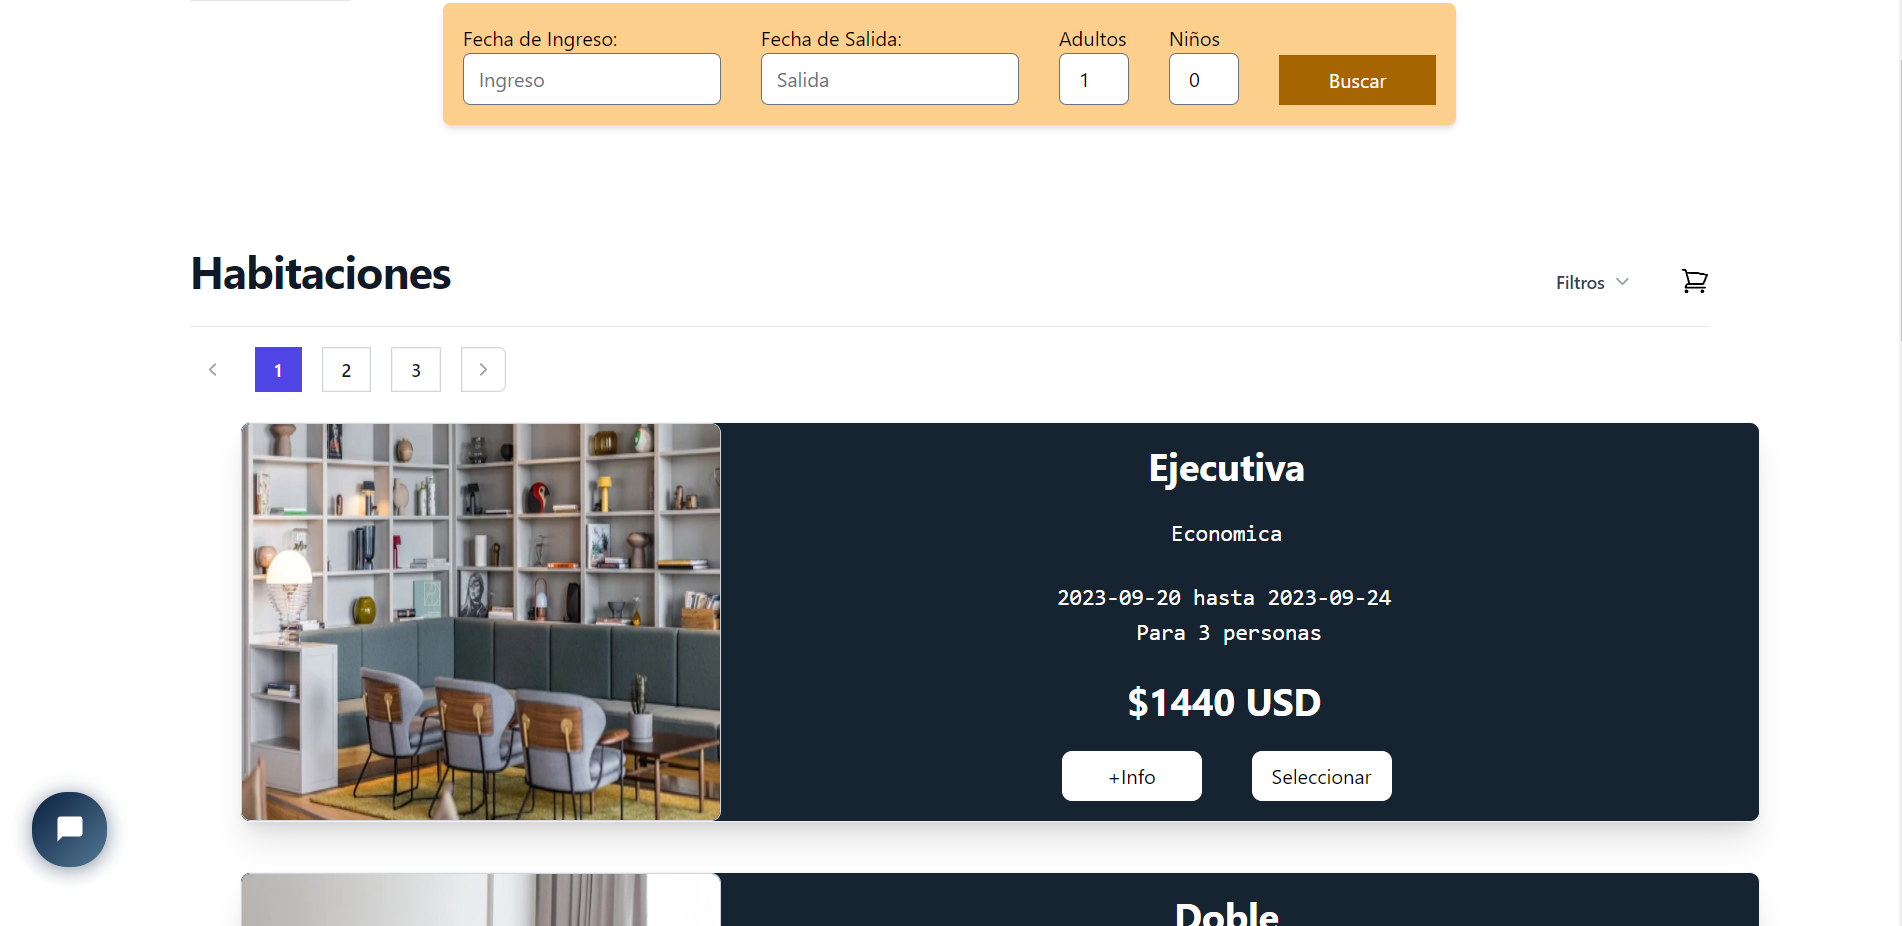 Fecha de Ingreso:
Fecha de Salida:
Adultos
Niños
Ingreso
Salida
1
0
Buscar
Habitaciones
Filtros
1
2
3
Ejecutiva
Economica
2023-09-20 hasta 2023-09-24
Para 3 personas
$1440 USD
+Info
Seleccionar
Doble